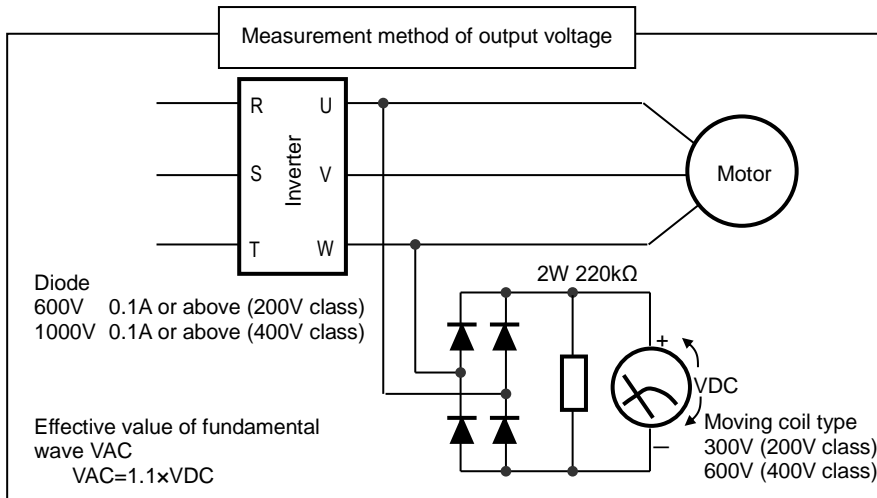 Measurement method of output voltage
R U
S V
T W
Inverter
Motor
Diode
600V 0.1A or above (200V class)
1000V 0.1A or above (400V class)
2W 220kΩ
+
VDC
−
Moving coil type
300V (200V class)
600V (400V class)
Effective value of fundamental
wave VAC
VAC=1.1×VDC